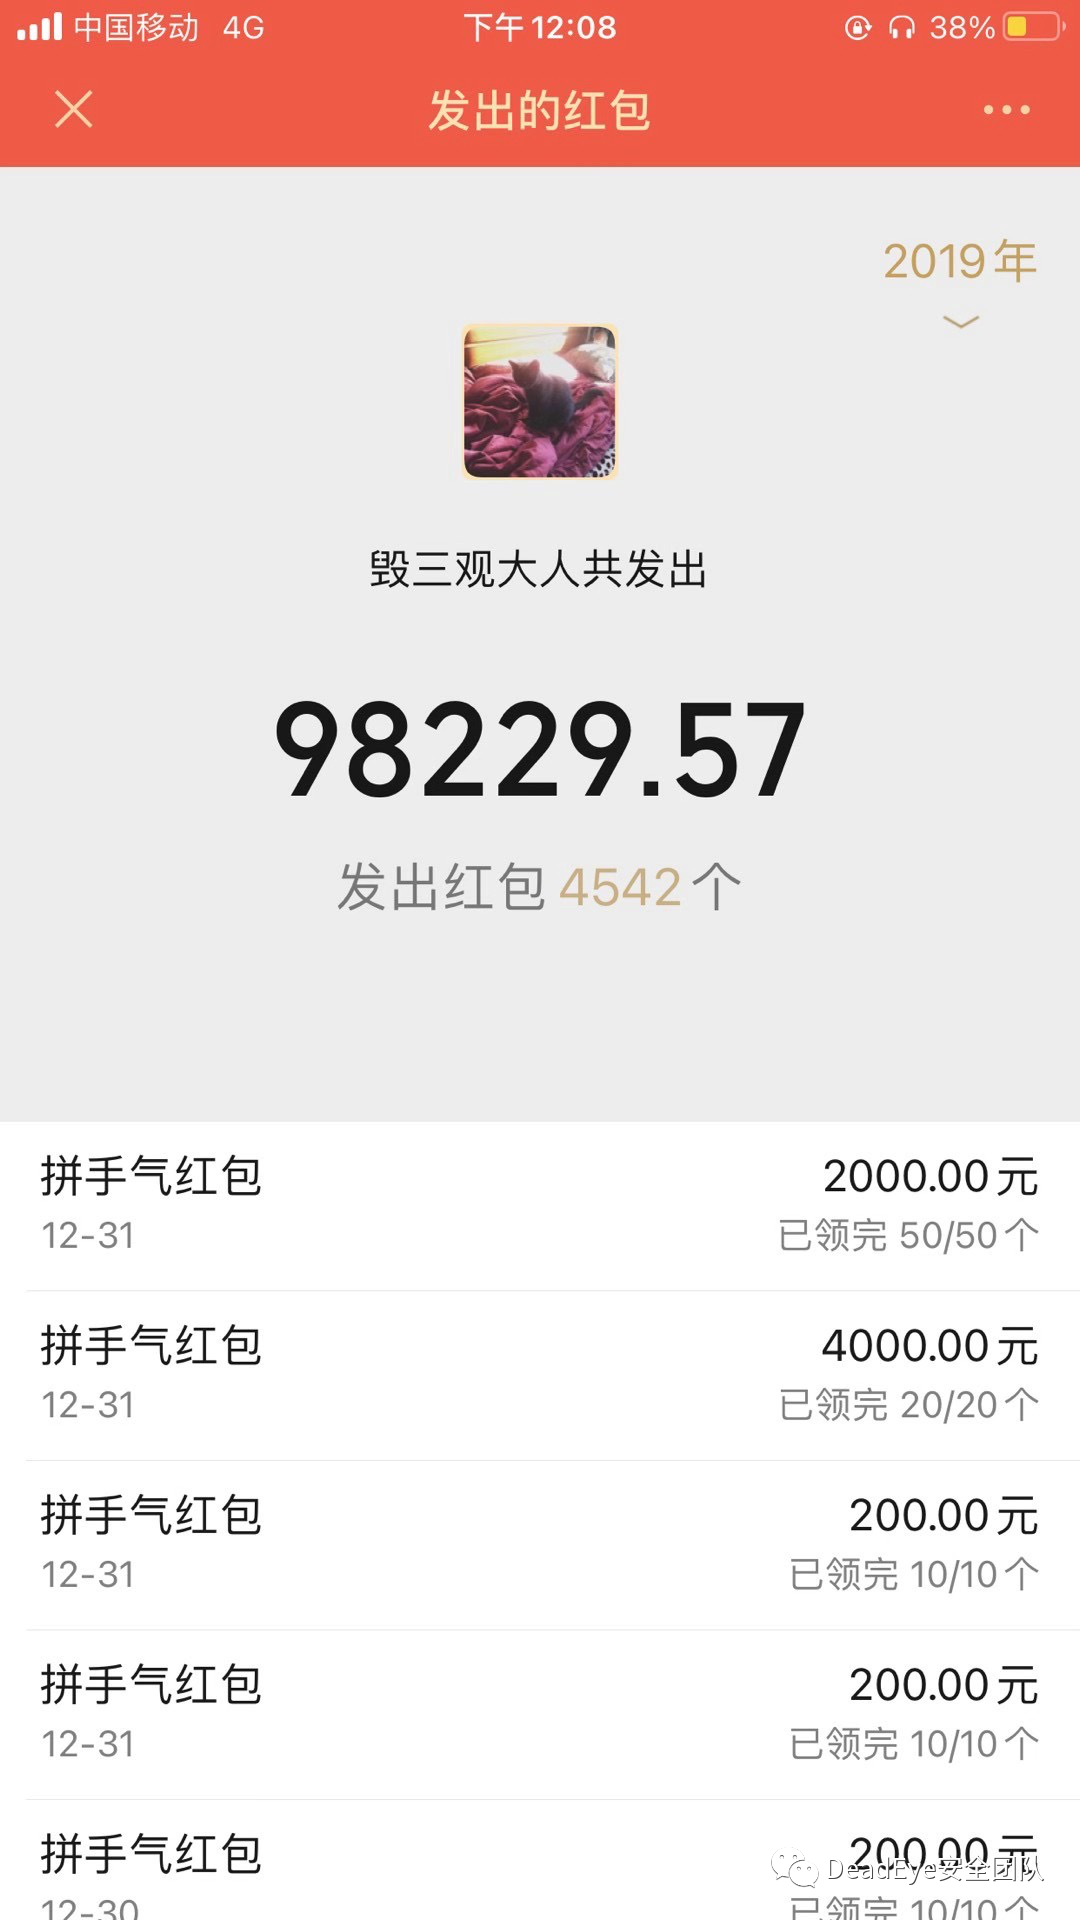 中国移动 4G 下午12:08 38%
发出的红包
2019年
毁三观大人共发出
98229.57
发出红包4542个
拼手气红包 2000.00元
12-31 已领完 50/50个
拼手气红包 4000.00元
12-31 已领完 20/20个
拼手气红包 200.00元
12-31 已领完 10/10个
拼手气红包 200.00元
12-31 已领完 10/10个
拼手气红包 200.00元
DeadEye安全团队
12-30 已领完 10/10个